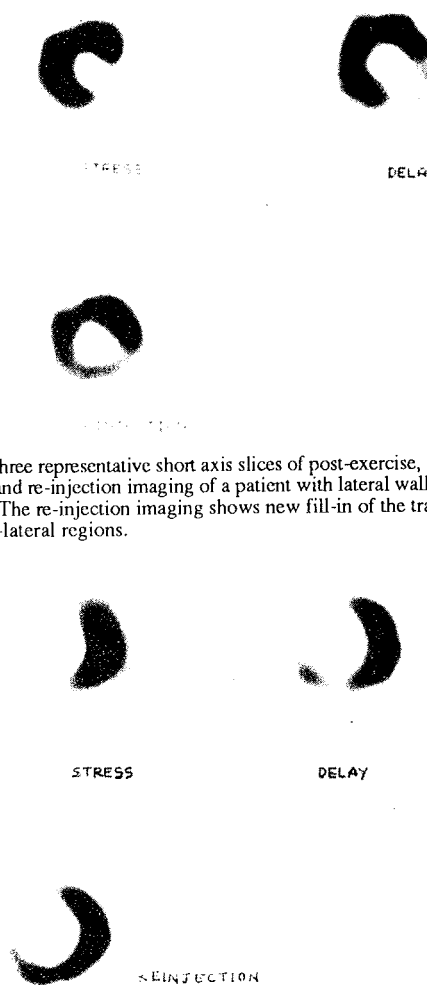 STRESS
DELA
hree representative short axis slices of post-exercise,
nd re-injection imaging of a patient with lateral wall
The re-injection imaging shows new fill-in of the tra
-lateral regions.
STRESS
DELAY
REINJECTION